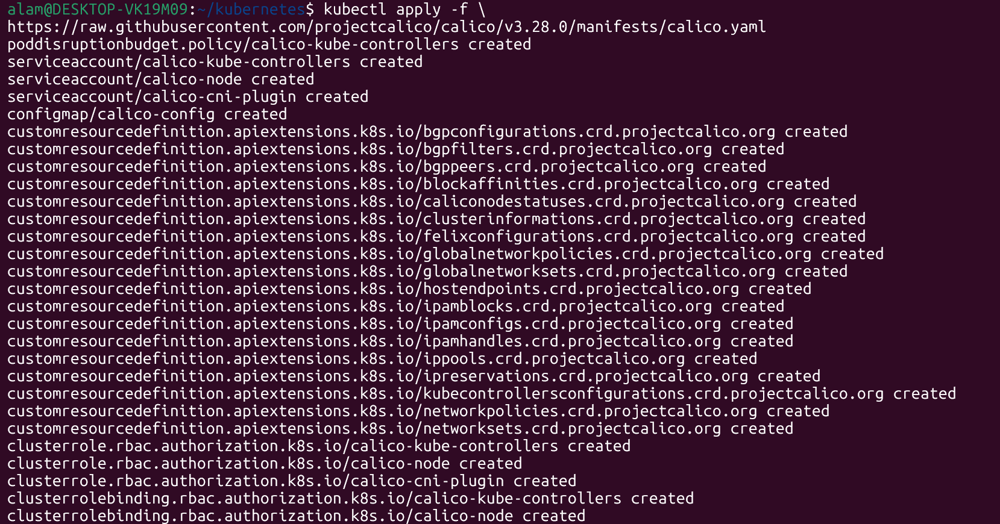 alam@DESKTOP-VK19M09:~/kubernetes$ kubectl apply -f \
https://raw.githubusercontent.com/projectcalico/calico/v3.28.0/manifests/calico.yaml
poddisruptionbudget.policy/calico-kube-controllers created
serviceaccount/calico-kube-controllers created
serviceaccount/calico-node created
serviceaccount/calico-cni-plugin created
configmap/calico-config created
customresourcedefinition.apiextensions.k8s.io/bgpconfigurations.crd.projectcalico.org created
customresourcedefinition.apiextensions.k8s.io/bgpfilters.crd.projectcalico.org created
customresourcedefinition.apiextensions.k8s.io/bgppeers.crd.projectcalico.org created
customresourcedefinition.apiextensions.k8s.io/blockaffinities.crd.projectcalico.org created
customresourcedefinition.apiextensions.k8s.io/caliconodestatuses.crd.projectcalico.org created
customresourcedefinition.apiextensions.k8s.io/clusterinformations.crd.projectcalico.org created
customresourcedefinition.apiextensions.k8s.io/felixconfigurations.crd.projectcalico.org created
customresourcedefinition.apiextensions.k8s.io/globalnetworkpolicies.crd.projectcalico.org created
customresourcedefinition.apiextensions.k8s.io/globalnetworksets.crd.projectcalico.org created
customresourcedefinition.apiextensions.k8s.io/hostendpoints.crd.projectcalico.org created
customresourcedefinition.apiextensions.k8s.io/ipamblocks.crd.projectcalico.org created
customresourcedefinition.apiextensions.k8s.io/ipamconfigs.crd.projectcalico.org created
customresourcedefinition.apiextensions.k8s.io/ipamhandles.crd.projectcalico.org created
customresourcedefinition.apiextensions.k8s.io/ippools.crd.projectcalico.org created
customresourcedefinition.apiextensions.k8s.io/ipreservations.crd.projectcalico.org created
customresourcedefinition.apiextensions.k8s.io/kubecontrollersconfigurations.crd.projectcalico.org created
customresourcedefinition.apiextensions.k8s.io/networkpolicies.crd.projectcalico.org created
customresourcedefinition.apiextensions.k8s.io/networksets.crd.projectcalico.org created
clusterrole.rbac.authorization.k8s.io/calico-kube-controllers created
clusterrole.rbac.authorization.k8s.io/calico-node created
clusterrole.rbac.authorization.k8s.io/calico-cni-plugin created
clusterrolebinding.rbac.authorization.k8s.io/calico-kube-controllers created
clusterrolebinding.rbac.authorization.k8s.io/calico-node created